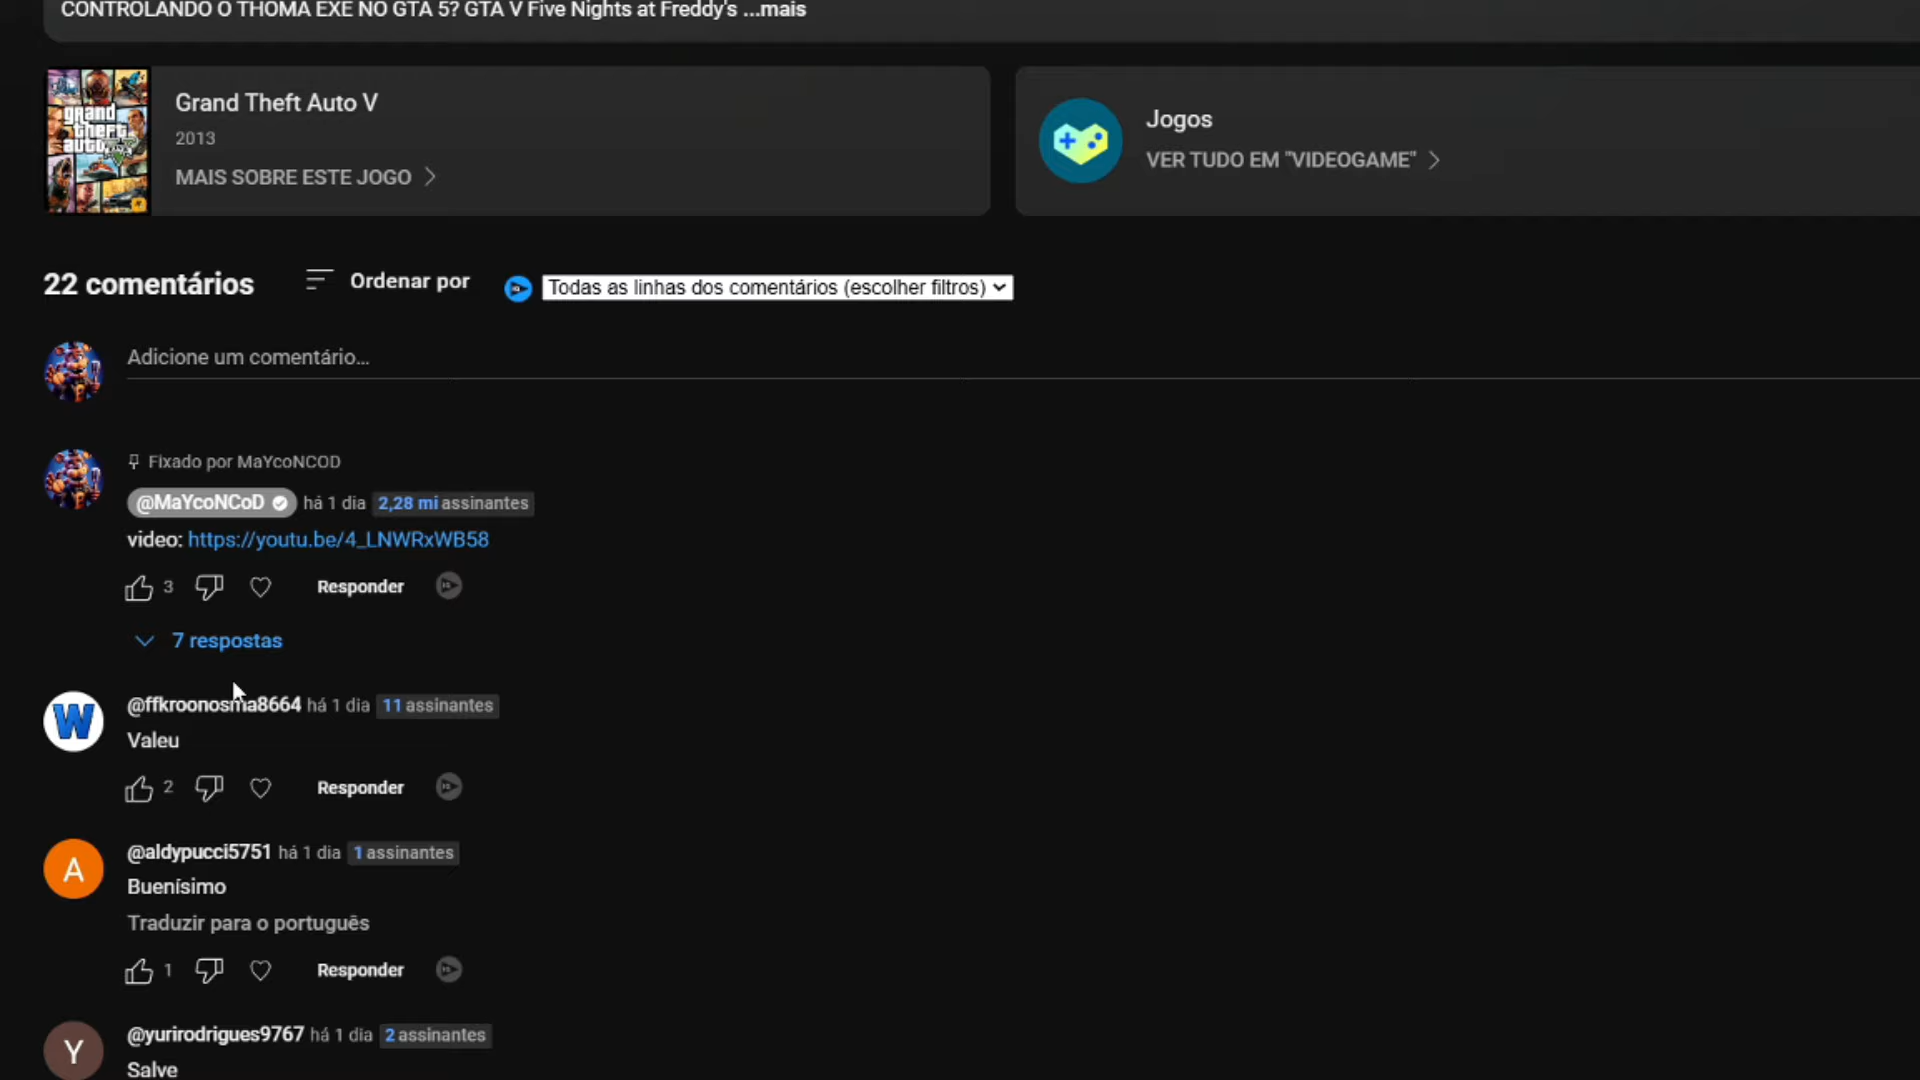 CONTROLANDO O THOMA EXE NO GTA 5? GTA V Five Nights at Freddy's ...mais
grand
theft
auto
V
Grand Theft Auto V
2013
MAIS SOBRE ESTE JOGO
Jogos
VER TUDO EM "VIDEOGAME"
22 comentários
Ordenar por
Todas as linhas dos comentários (escolher filtros)
Adicione um comentário...
Fixado por MaYcoNCOD
@MaYcoNCoD há 1 dia 2,28 mi assinantes
video: https://youtu.be/4_LNWRxWB58
3 Responder
7 respostas
W
@ffkroonosma8664 há 1 dia 11 assinantes
Valeu
2 Responder
A
@aldypucci5751 há 1 dia 1 assinantes
Buenísimo
Traduzir para o português
1 Responder
Y
@yurirodrigues9767 há 1 dia 2 assinantes
Salve